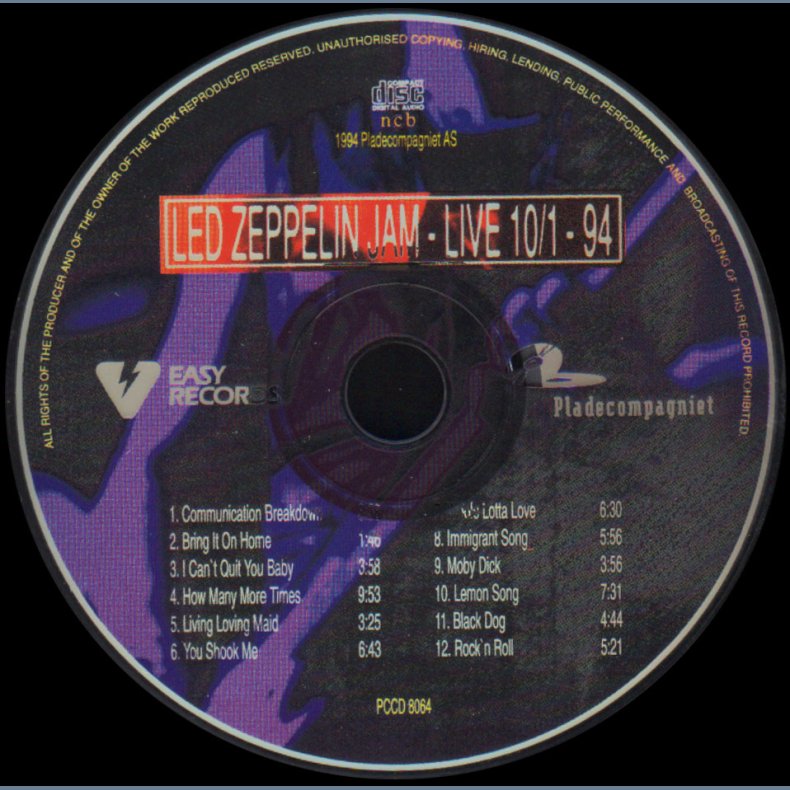 ALL RIGHTS OF THE PRODUCER AND OF THE OWNER OF THE WORK REPRODUCED RESERVED. UNAUTHORISED COPYING, HIRING, LENDING, PUBLIC PERFORMANCE AND BROADCASTING OF THIS RECORD PROHIBITED.
COMPACT
disc
DIGITAL AUDIO
ncb
1994 Pladecompagniet AS
LED ZEPPELIN JAM - LIVE 10/1 - 94
EASY
RECORDS
Pladecompagniet
1. Communication Breakdown
2. Bring It On Home 1:46
3. I Can't Quit You Baby 3:58
4. How Many More Times 9:53
5. Living Loving Maid 3:25
6. You Shook Me 6:43
Lotta Love 6:30
8. Immigrant Song 5:56
9. Moby Dick 3:56
10. Lemon Song 7:31
11. Black Dog 4:44
12. Rock`n Roll 5:21
PCCD 8064